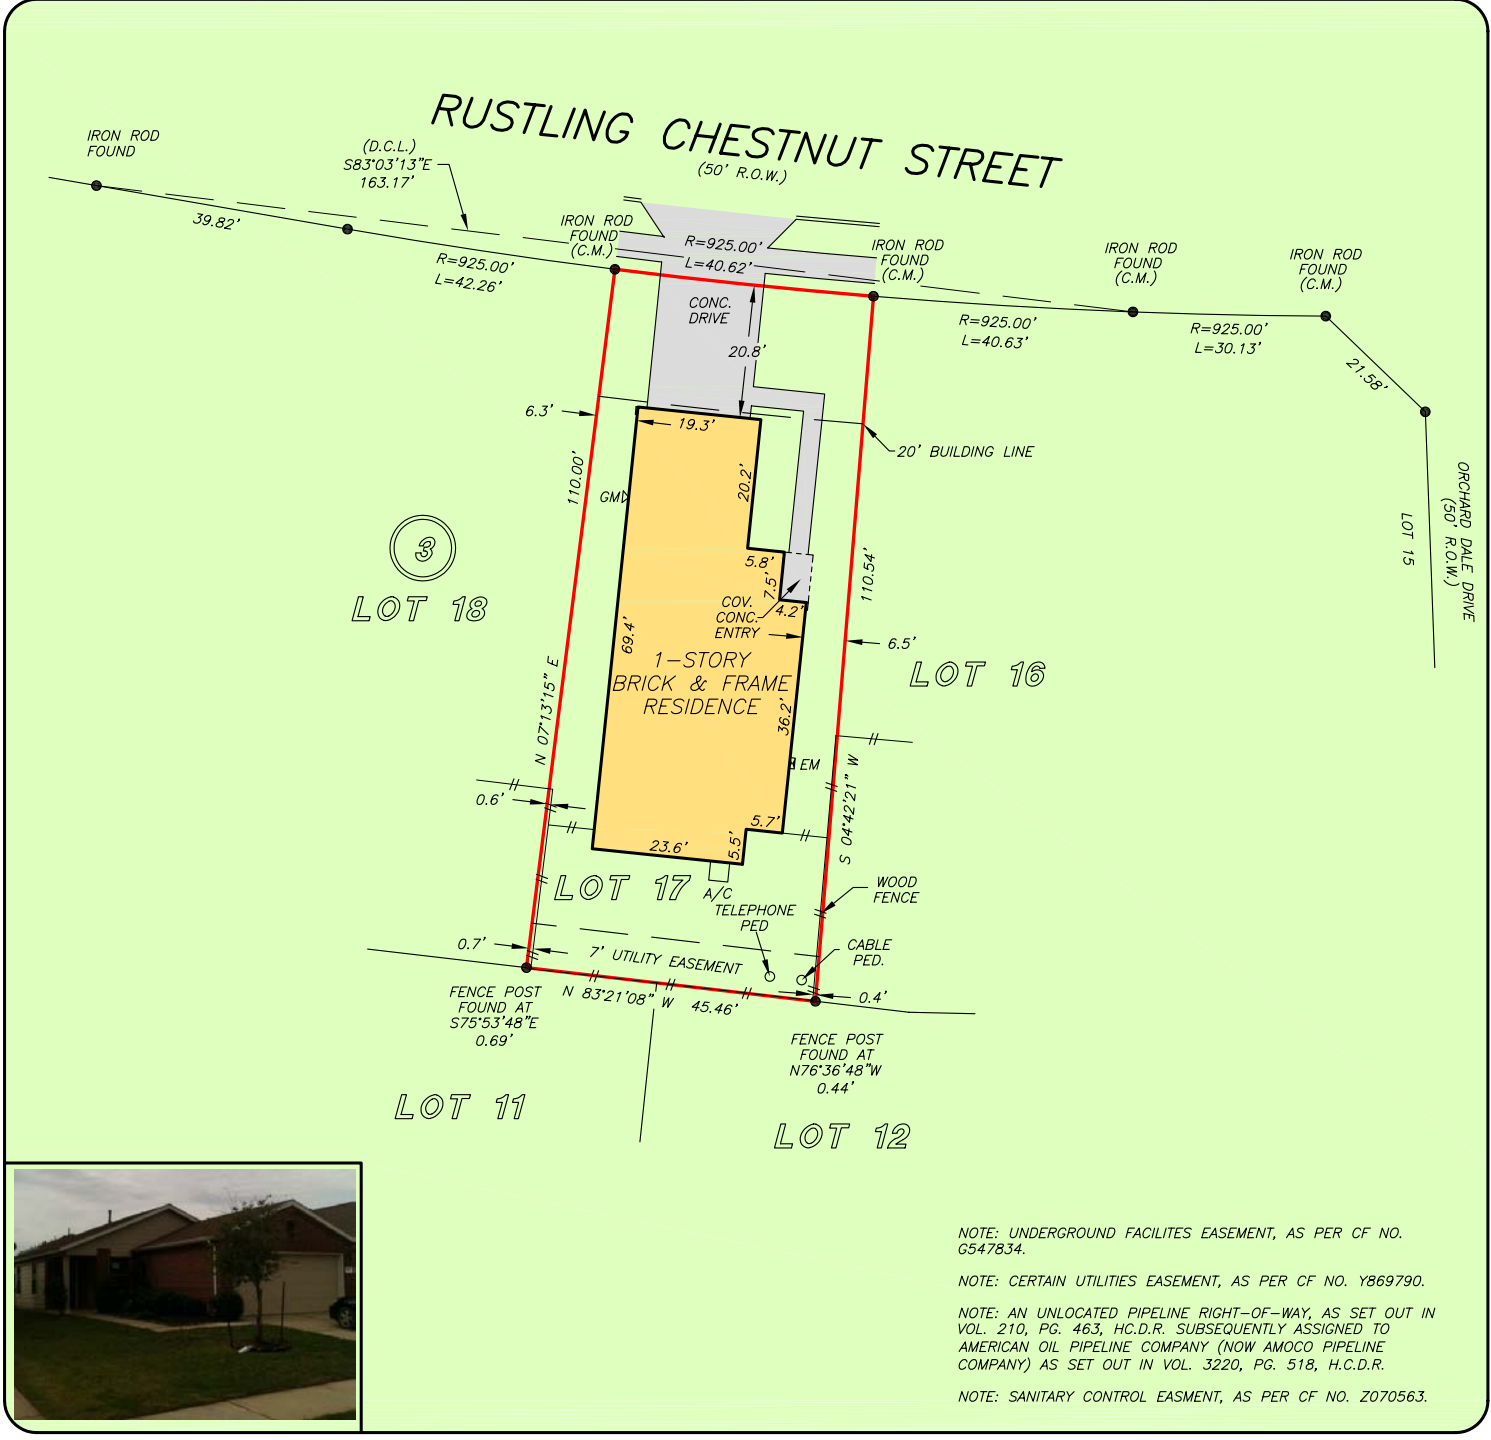 RUSTLING CHESTNUT STREET
(50' R.O.W.)
IRON ROD
FOUND
(D.C.L.)
S83°03'13"E
163.17'
39.82'
IRON ROD
FOUND
(C.M.)
R=925.00'
L=42.26'
R=925.00'
L=40.62'
IRON ROD
FOUND
(C.M.)
IRON ROD
FOUND
(C.M.)
IRON ROD
FOUND
(C.M.)
R=925.00'
L=40.63'
R=925.00'
L=30.13'
21.58'
CONC.
DRIVE
20.8'
6.3'
19.3'
20' BUILDING LINE
110.00'
GM
20.2'
ORCHARD DALE DRIVE
(50' R.O.W.)
LOT 15
3
LOT 18
5.8'
7.5'
110.54'
COV.
CONC.
ENTRY
4.2'
69.4'
6.5'
1-STORY
BRICK & FRAME
RESIDENCE
LOT 16
36.2'
N 07°13'15" E
EM
S 04°42'21" W
0.6'
5.7'
5.5'
23.6'
LOT 17
A/C
WOOD
FENCE
TELEPHONE
PED
CABLE
PED.
0.7'
7' UTILITY EASEMENT
N 83°21'08" W
45.46'
0.4'
FENCE POST
FOUND AT
S75°53'48"E
0.69'
FENCE POST
FOUND AT
N76°36'48"W
0.44'
LOT 11
LOT 12
NOTE: UNDERGROUND FACILITES EASEMENT, AS PER CF NO.
G547834.
NOTE: CERTAIN UTILITIES EASEMENT, AS PER CF NO. Y869790.
NOTE: AN UNLOCATED PIPELINE RIGHT-OF-WAY, AS SET OUT IN
VOL. 210, PG. 463, HC.D.R. SUBSEQUENTLY ASSIGNED TO
AMERICAN OIL PIPELINE COMPANY (NOW AMOCO PIPELINE
COMPANY) AS SET OUT IN VOL. 3220, PG. 518, H.C.D.R.
NOTE: SANITARY CONTROL EASMENT, AS PER CF NO. Z070563.